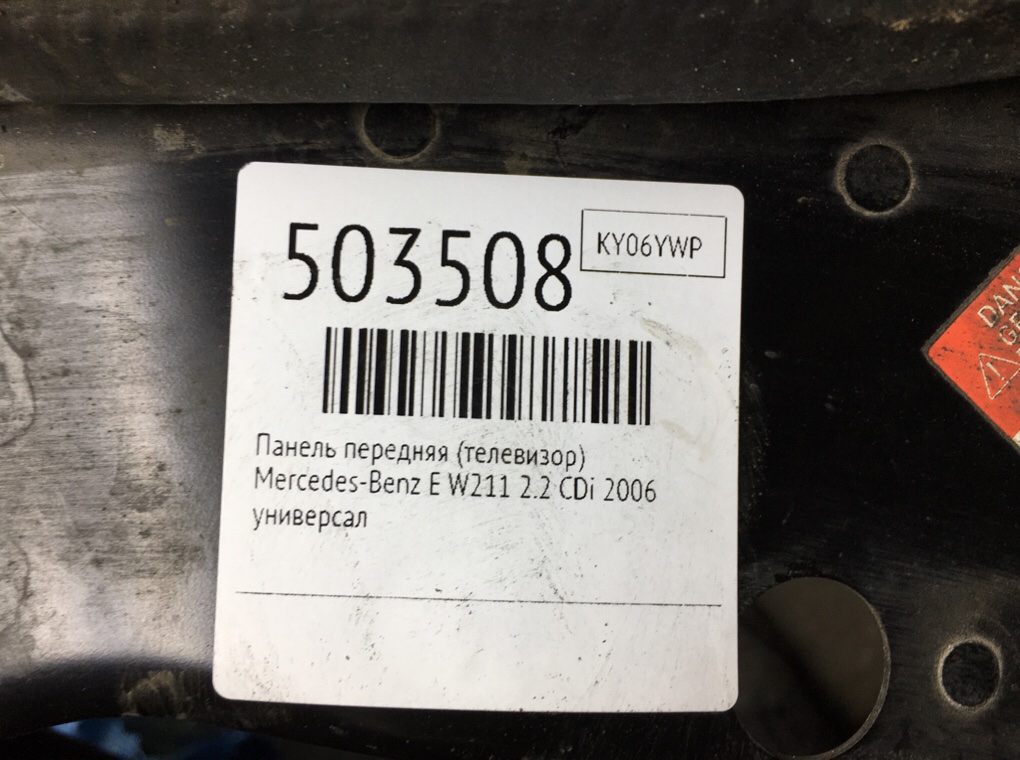 503508
KY06YWP
Панель передняя (телевизор)
Mercedes-Benz E W211 2.2 CDi 2006
универсал